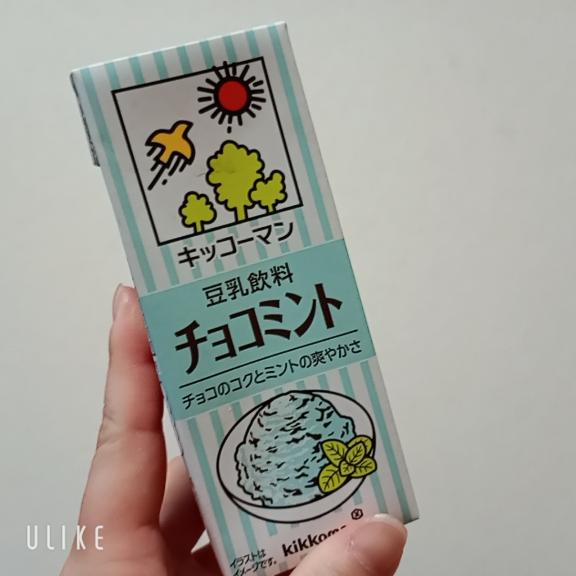 キッコーマン
豆乳飲料
チョコミント
チョコのコクとミントの爽やかさ
イラストは
イメージです。
ULIKE